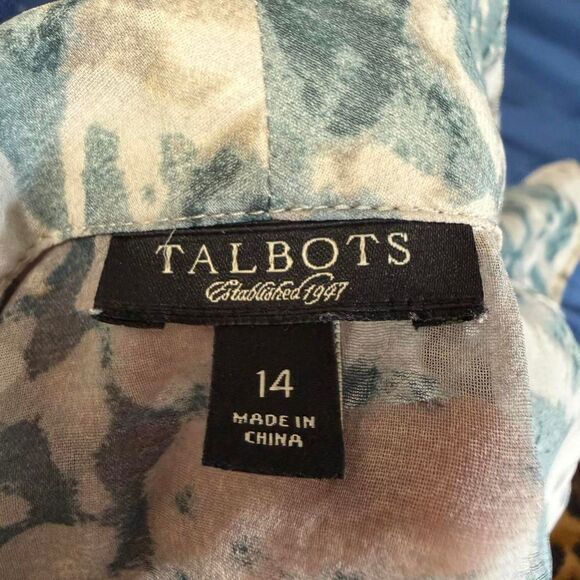 TALBOTS
Established 1947
14
MADE IN
CHINA